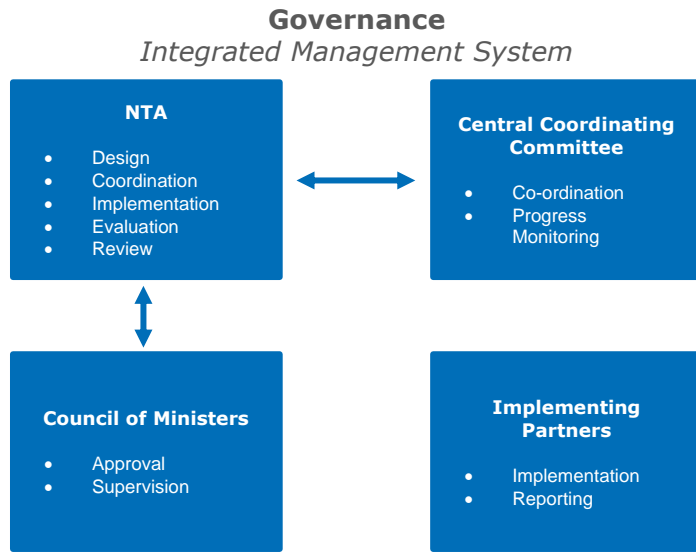 Governance
Integrated Management System
NTA
• Design
• Coordination
• Implementation
• Evaluation
• Review
Central Coordinating
Committee
• Co-ordination
• Progress
Monitoring
Council of Ministers
• Approval
• Supervision
Implementing
Partners
• Implementation
• Reporting